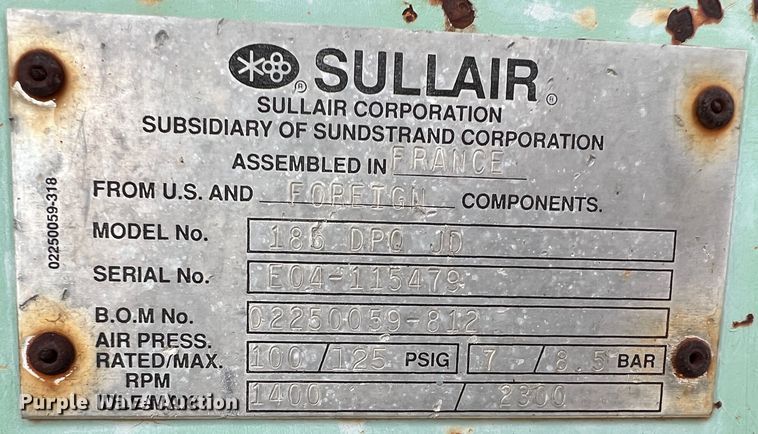 SULLAIR
SULLAIR CORPORATION
SUBSIDIARY OF SUNDSTRAND CORPORATION
ASSEMBLED IN FRANCE
FROM U.S. AND FOREIGN COMPONENTS.
02250059-318
MODEL No. 185 DPQ JD
SERIAL No. E04-115479
B.O.M No. 02250059-812
AIR PRESS.
RATED/MAX. 100 / 125 PSIG 7 / 8.5 BAR
RPM
1400 / 2300
Purple Wave Auction